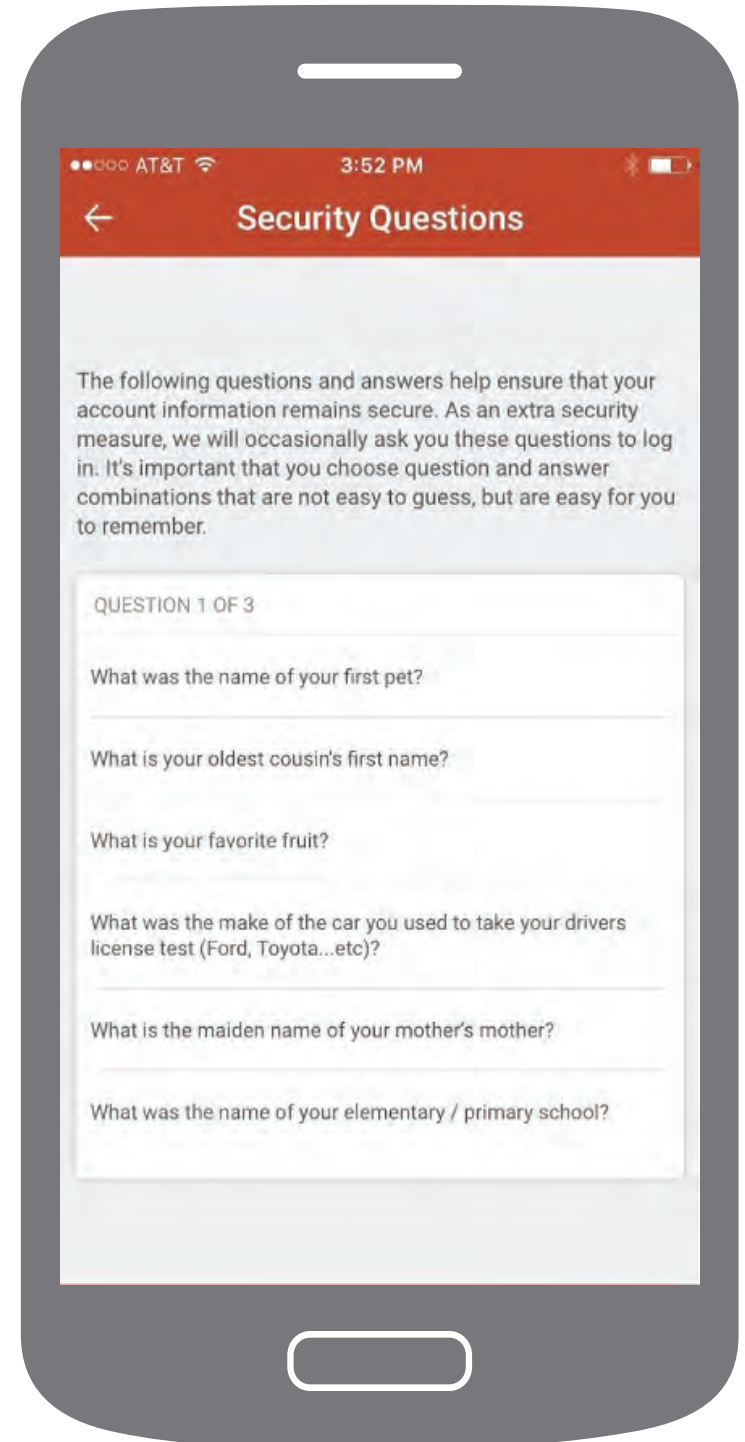 AT&T 3:52 PM
Security Questions
The following questions and answers help ensure that your
account information remains secure. As an extra security
measure, we will occasionally ask you these questions to log
in. It's important that you choose question and answer
combinations that are not easy to guess, but are easy for you
to remember.
QUESTION 1 OF 3
What was the name of your first pet?
What is your oldest cousin's first name?
What is your favorite fruit?
What was the make of the car you used to take your drivers
license test (Ford, Toyota...etc)?
What is the maiden name of your mother's mother?
What was the name of your elementary / primary school?